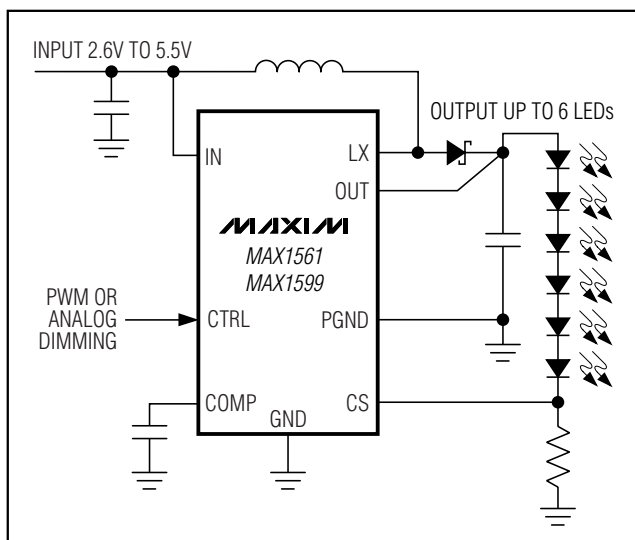 INPUT 2.6V TO 5.5V
OUTPUT UP TO 6 LEDs
IN
LX
OUT
MAXIM
MAX1561
MAX1599
PWM OR
ANALOG
DIMMING
CTRL
PGND
COMP
CS
GND